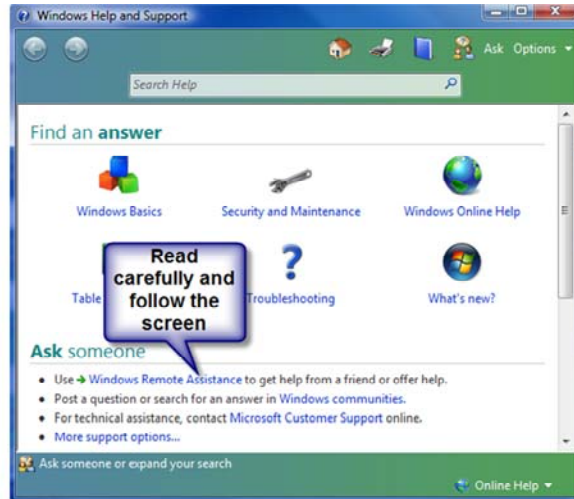 Windows Help and Support
Ask Options
Search Help
Find an answer
Windows Basics
Security and Maintenance
Windows Online Help
Read
carefully and
follow the
screen
Table
Troubleshooting
What's new?
Ask someone
Use Windows Remote Assistance to get help from a friend or offer help.
Post a question or search for an answer in Windows communities.
For technical assistance, contact Microsoft Customer Support online.
More support options...
Ask someone or expand your search
Online Help